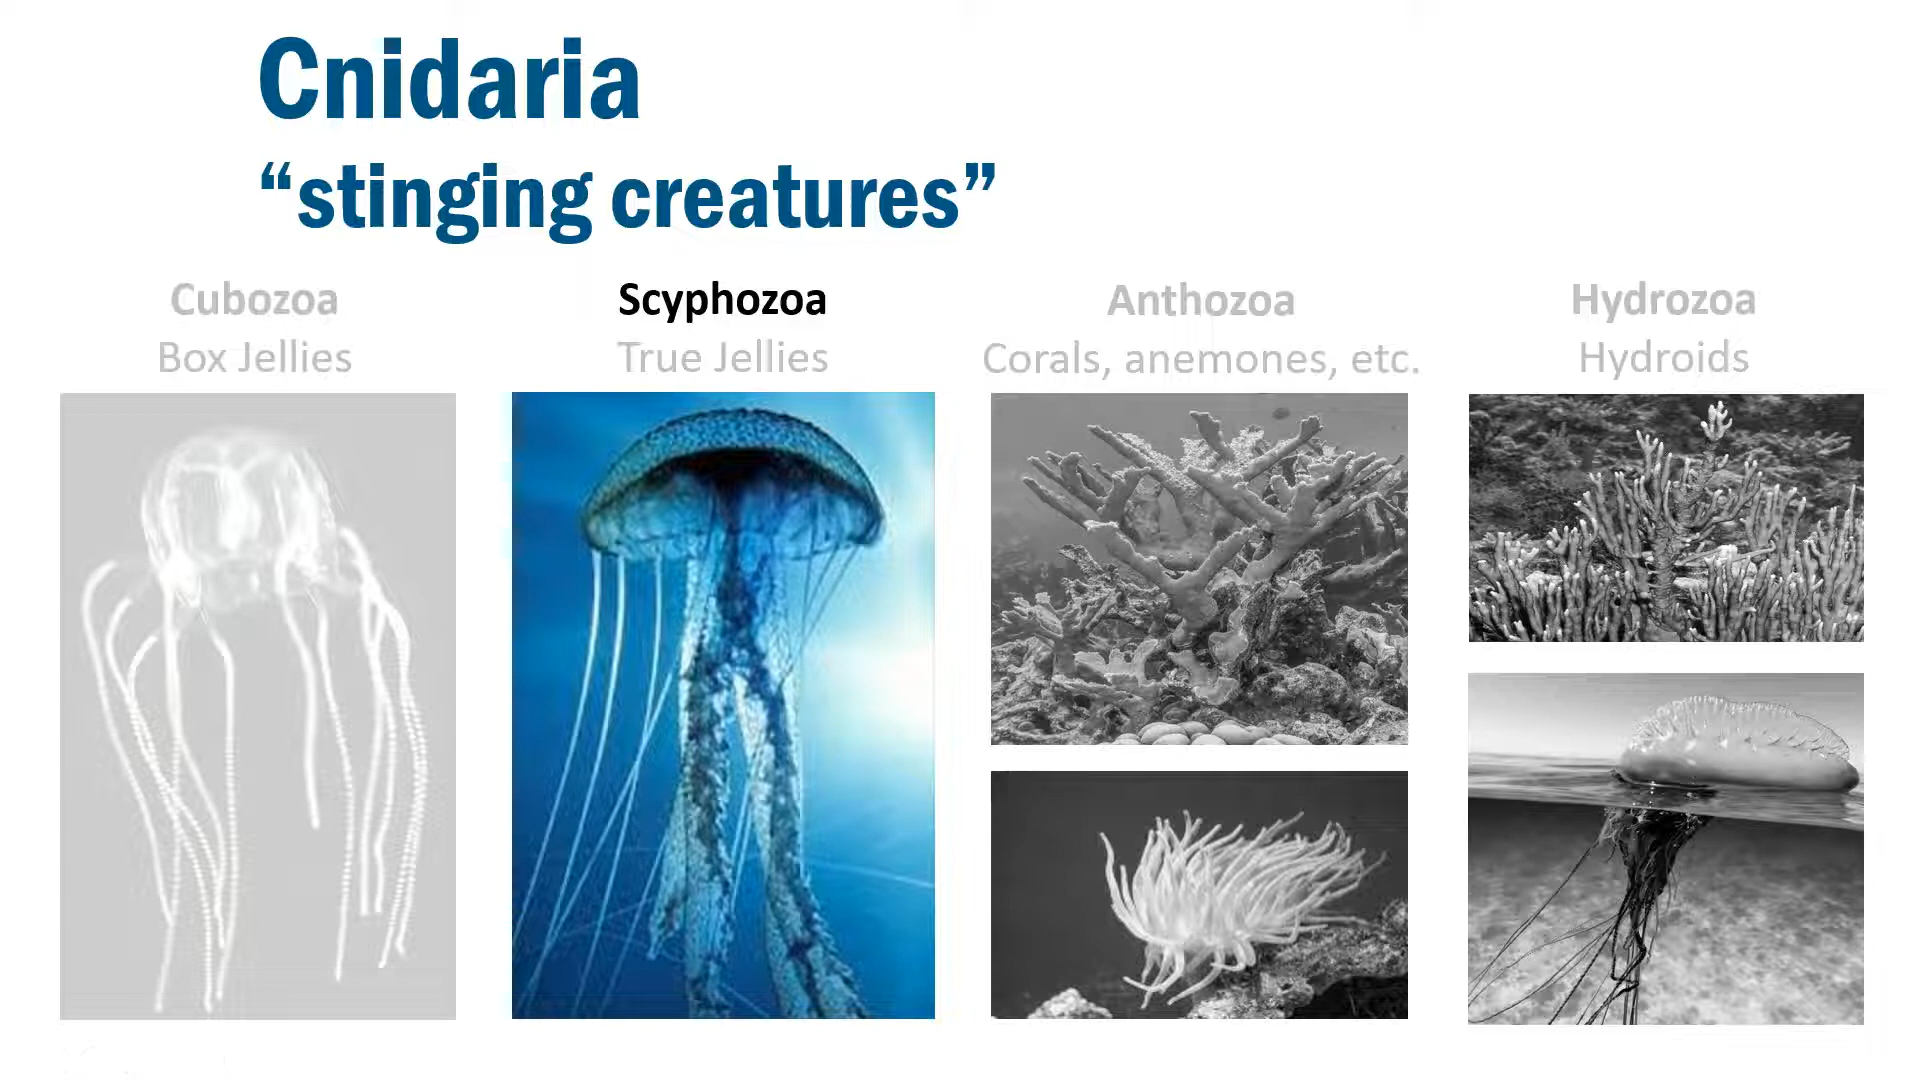 Cnidaria
“stinging creatures”
Cubozoa
Box Jellies
Scyphozoa
True Jellies
Anthozoa
Corals, anemones, etc.
Hydrozoa
Hydroids